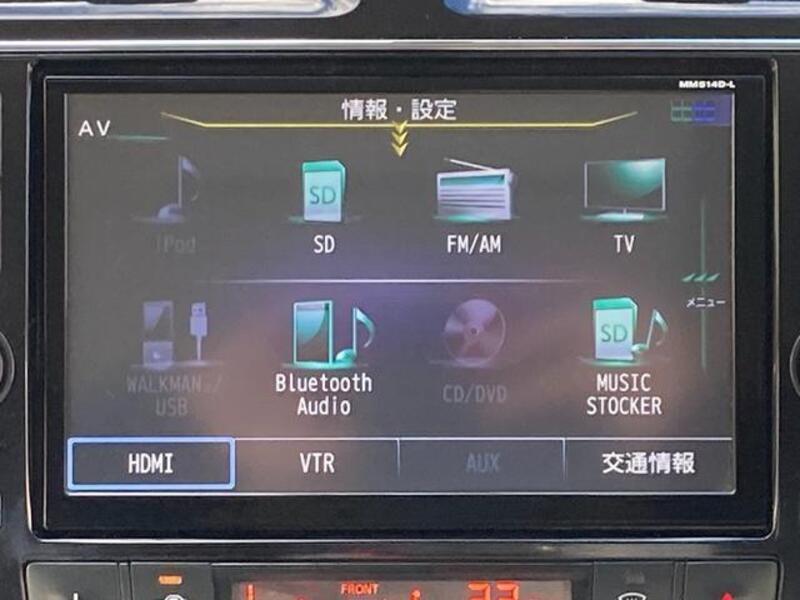 MM514D-L
情報・設定
AV
iPod
SD
SD
FM/AM
TV
メニュー
SD
WALKMAN®/
USB
Bluetooth
Audio
CD/DVD
MUSIC
STOCKER
HDMI
VTR
AUX
交通情報
FRONT